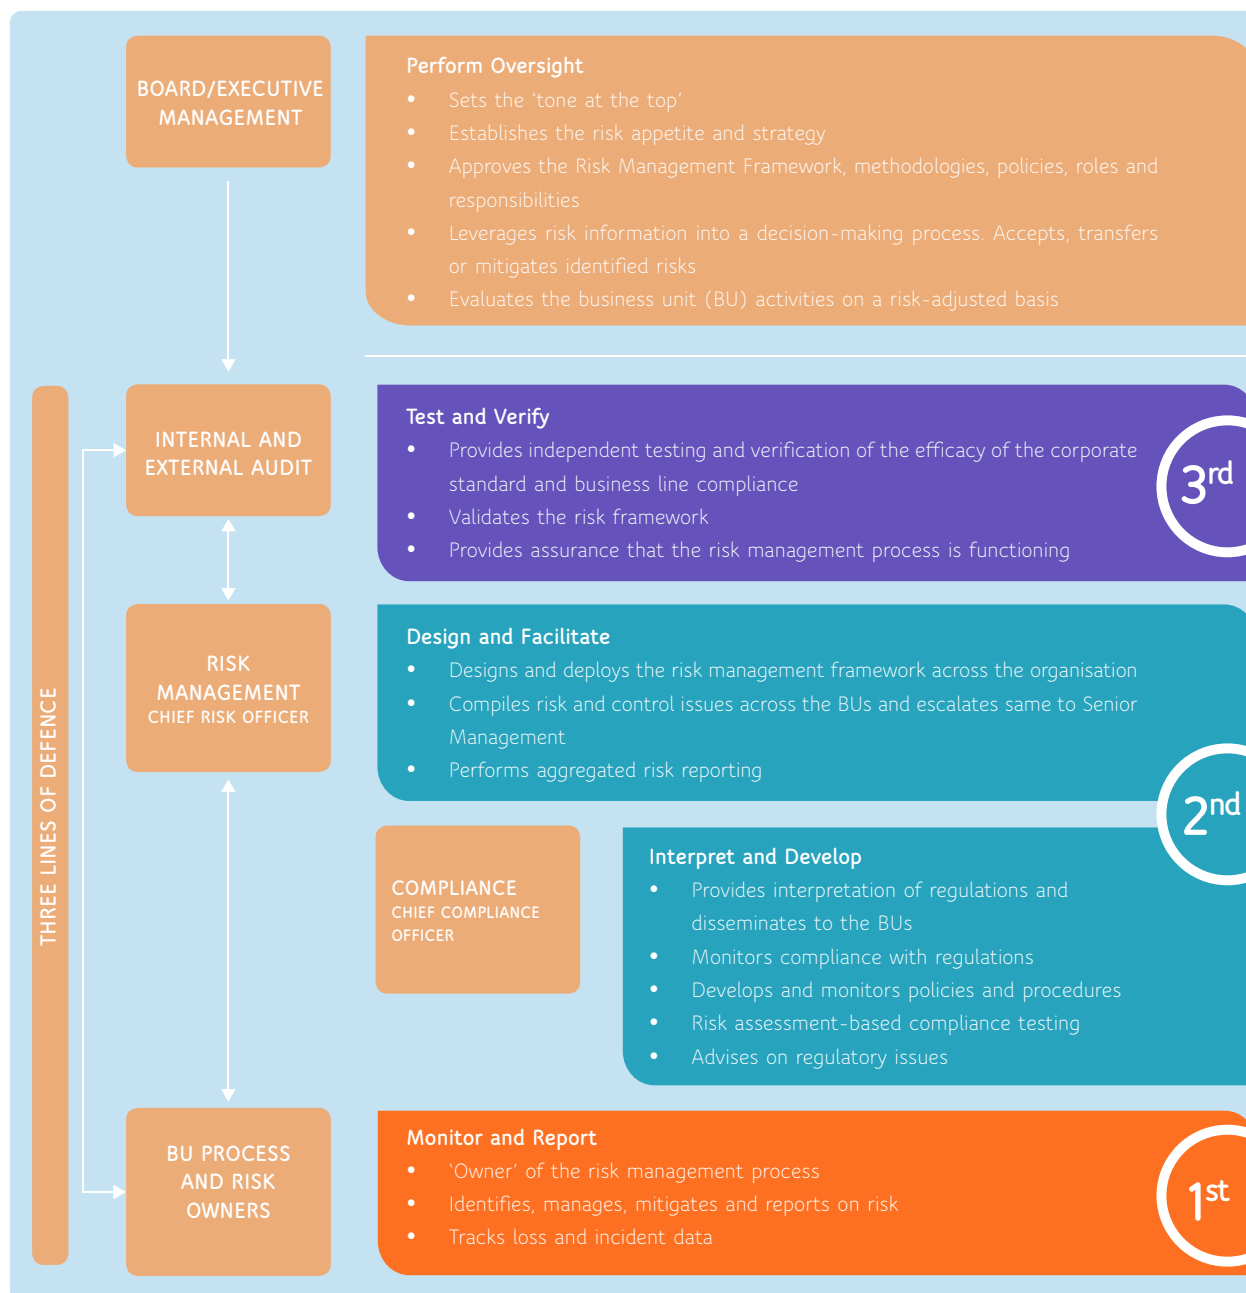 BOARD/EXECUTIVE
MANAGEMENT
Perform Oversight
• Sets the ‘tone at the top’
• Establishes the risk appetite and strategy
• Approves the Risk Management Framework, methodologies, policies, roles and
responsibilities
• Leverages risk information into a decision-making process. Accepts, transfers
or mitigates identified risks
• Evaluates the business unit (BU) activities on a risk-adjusted basis
THREE LINES OF DEFENCE
INTERNAL AND
EXTERNAL AUDIT
Test and Verify
• Provides independent testing and verification of the efficacy of the corporate
standard and business line compliance
• Validates the risk framework
• Provides assurance that the risk management process is functioning
3rd
RISK
MANAGEMENT
CHIEF RISK OFFICER
Design and Facilitate
• Designs and deploys the risk management framework across the organisation
• Compiles risk and control issues across the BUs and escalates same to Senior
Management
• Performs aggregated risk reporting
2nd
COMPLIANCE
CHIEF COMPLIANCE
OFFICER
Interpret and Develop
• Provides interpretation of regulations and
disseminates to the BUs
• Monitors compliance with regulations
• Develops and monitors policies and procedures
• Risk assessment-based compliance testing
• Advises on regulatory issues
BU PROCESS
AND RISK
OWNERS
Monitor and Report
• ‘Owner’ of the risk management process
• Identifies, manages, mitigates and reports on risk
• Tracks loss and incident data
1st